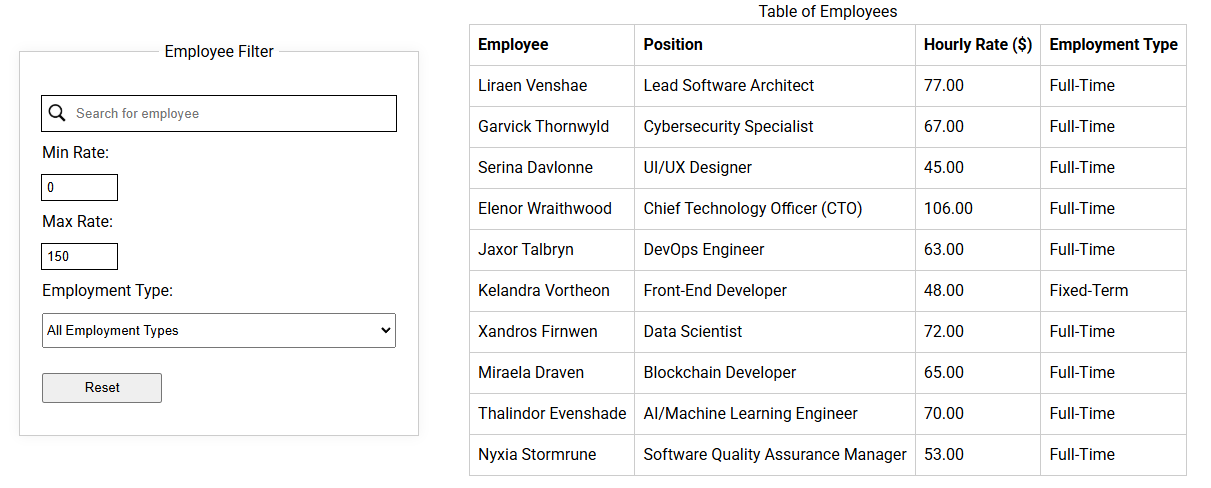 Employee Filter
Search for employee
Min Rate:
0
Max Rate:
150
Employment Type:
All Employment Types
Reset
Table of Employees
Employee Position Hourly Rate ($) Employment Type
Liraen Venshae Lead Software Architect 77.00 Full-Time
Garvick Thornwyld Cybersecurity Specialist 67.00 Full-Time
Serina Davlonne UI/UX Designer 45.00 Full-Time
Elenor Wraithwood Chief Technology Officer (CTO) 106.00 Full-Time
Jaxor Talbryn DevOps Engineer 63.00 Full-Time
Kelandra Vortheon Front-End Developer 48.00 Fixed-Term
Xandros Firnwen Data Scientist 72.00 Full-Time
Miraela Draven Blockchain Developer 65.00 Full-Time
Thalindor Evenshade AI/Machine Learning Engineer 70.00 Full-Time
Nyxia Stormrune Software Quality Assurance Manager 53.00 Full-Time